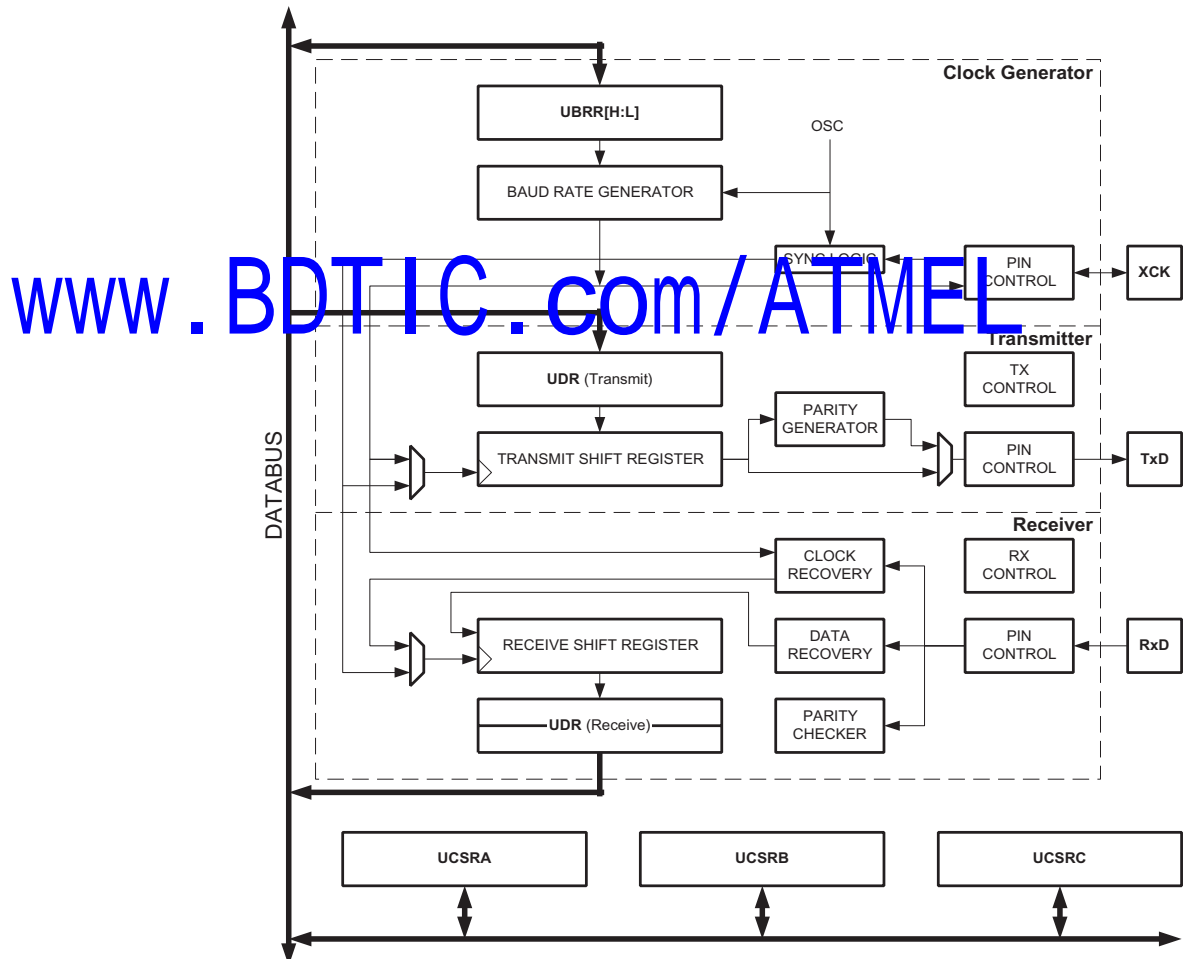 Clock Generator
UBRR[H:L]
OSC
BAUD RATE GENERATOR
SYNC LOGIC
PIN
CONTROL
XCK
www.BDTIC.com/ATMEL
Transmitter
UDR (Transmit)
TX
CONTROL
PARITY
GENERATOR
TRANSMIT SHIFT REGISTER
PIN
CONTROL
TxD
DATABUS
Receiver
CLOCK
RECOVERY
RX
CONTROL
RECEIVE SHIFT REGISTER
DATA
RECOVERY
PIN
CONTROL
RxD
UDR (Receive)
PARITY
CHECKER
UCSRA
UCSRB
UCSRC